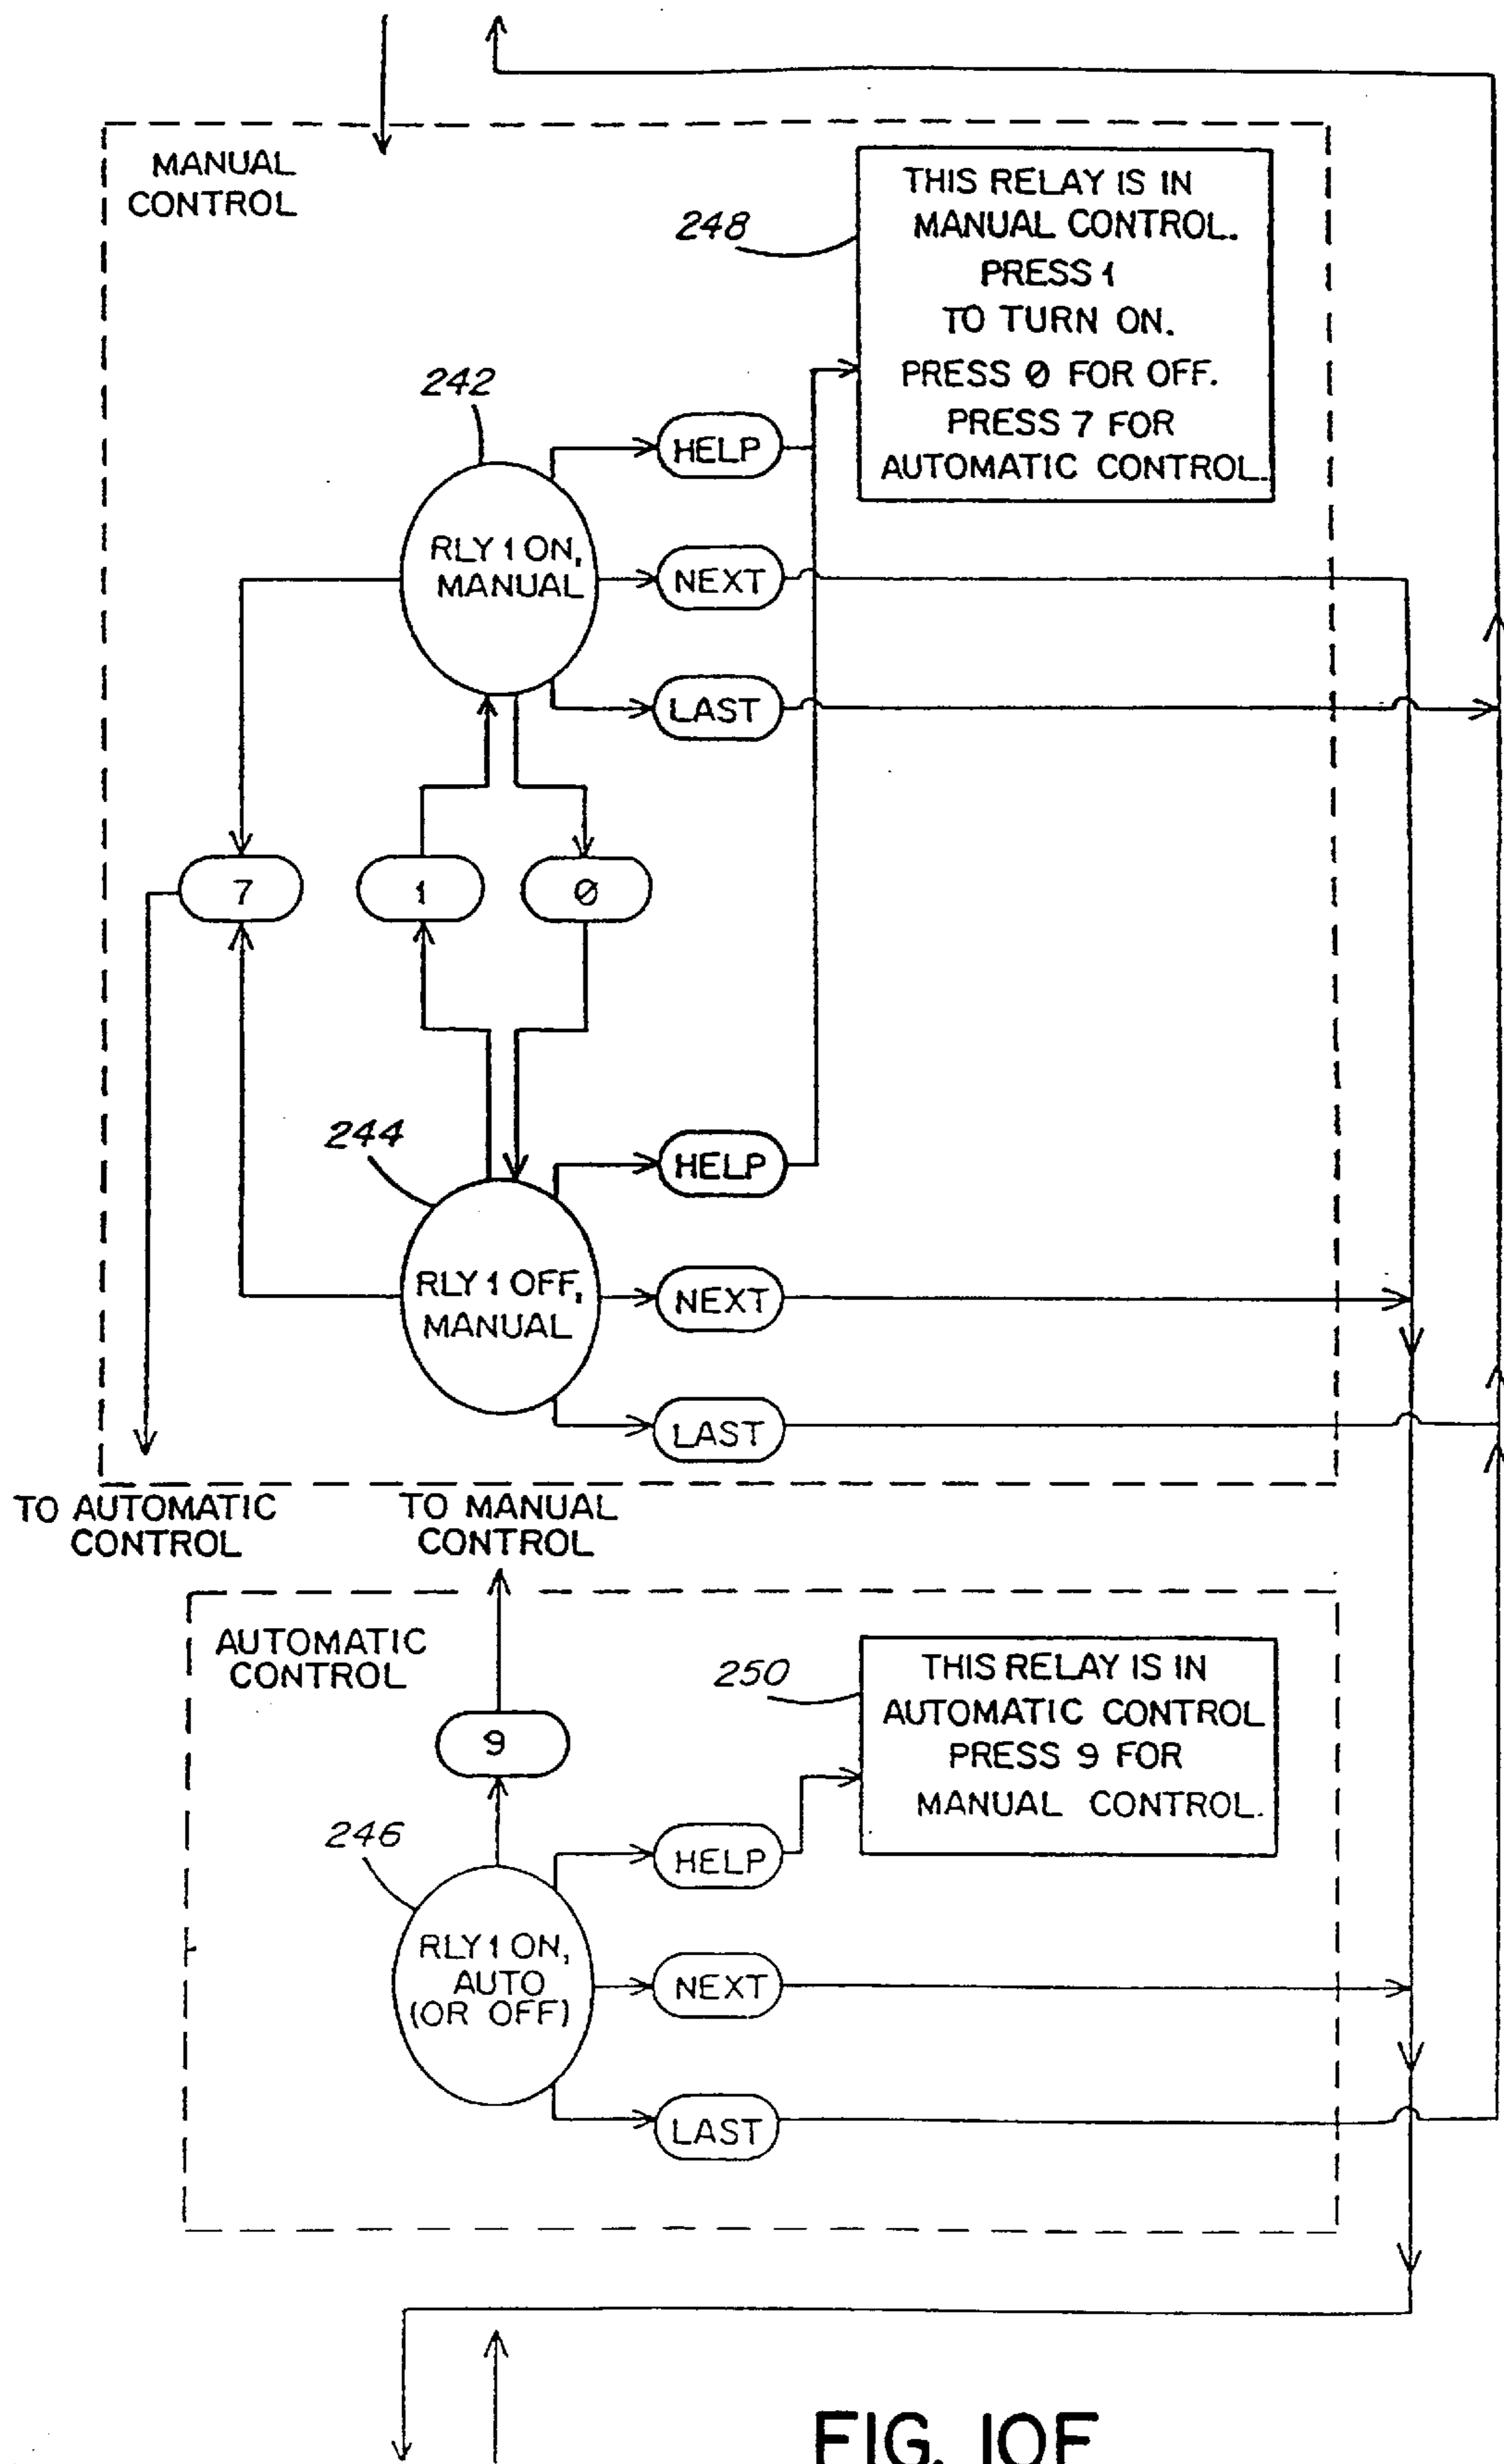 MANUAL
CONTROL
248
THIS RELAY IS IN
MANUAL CONTROL.
PRESS 1
TO TURN ON.
PRESS 0 FOR OFF.
PRESS 7 FOR
AUTOMATIC CONTROL.
242
HELP
RLY 1 ON,
MANUAL
NEXT
LAST
7
1
0
244
HELP
RLY 1 OFF,
MANUAL
NEXT
LAST
TO AUTOMATIC
CONTROL
TO MANUAL
CONTROL
AUTOMATIC
CONTROL
250
THIS RELAY IS IN
AUTOMATIC CONTROL
PRESS 9 FOR
MANUAL CONTROL.
9
246
HELP
RLY 1 ON,
AUTO
(OR OFF)
NEXT
LAST